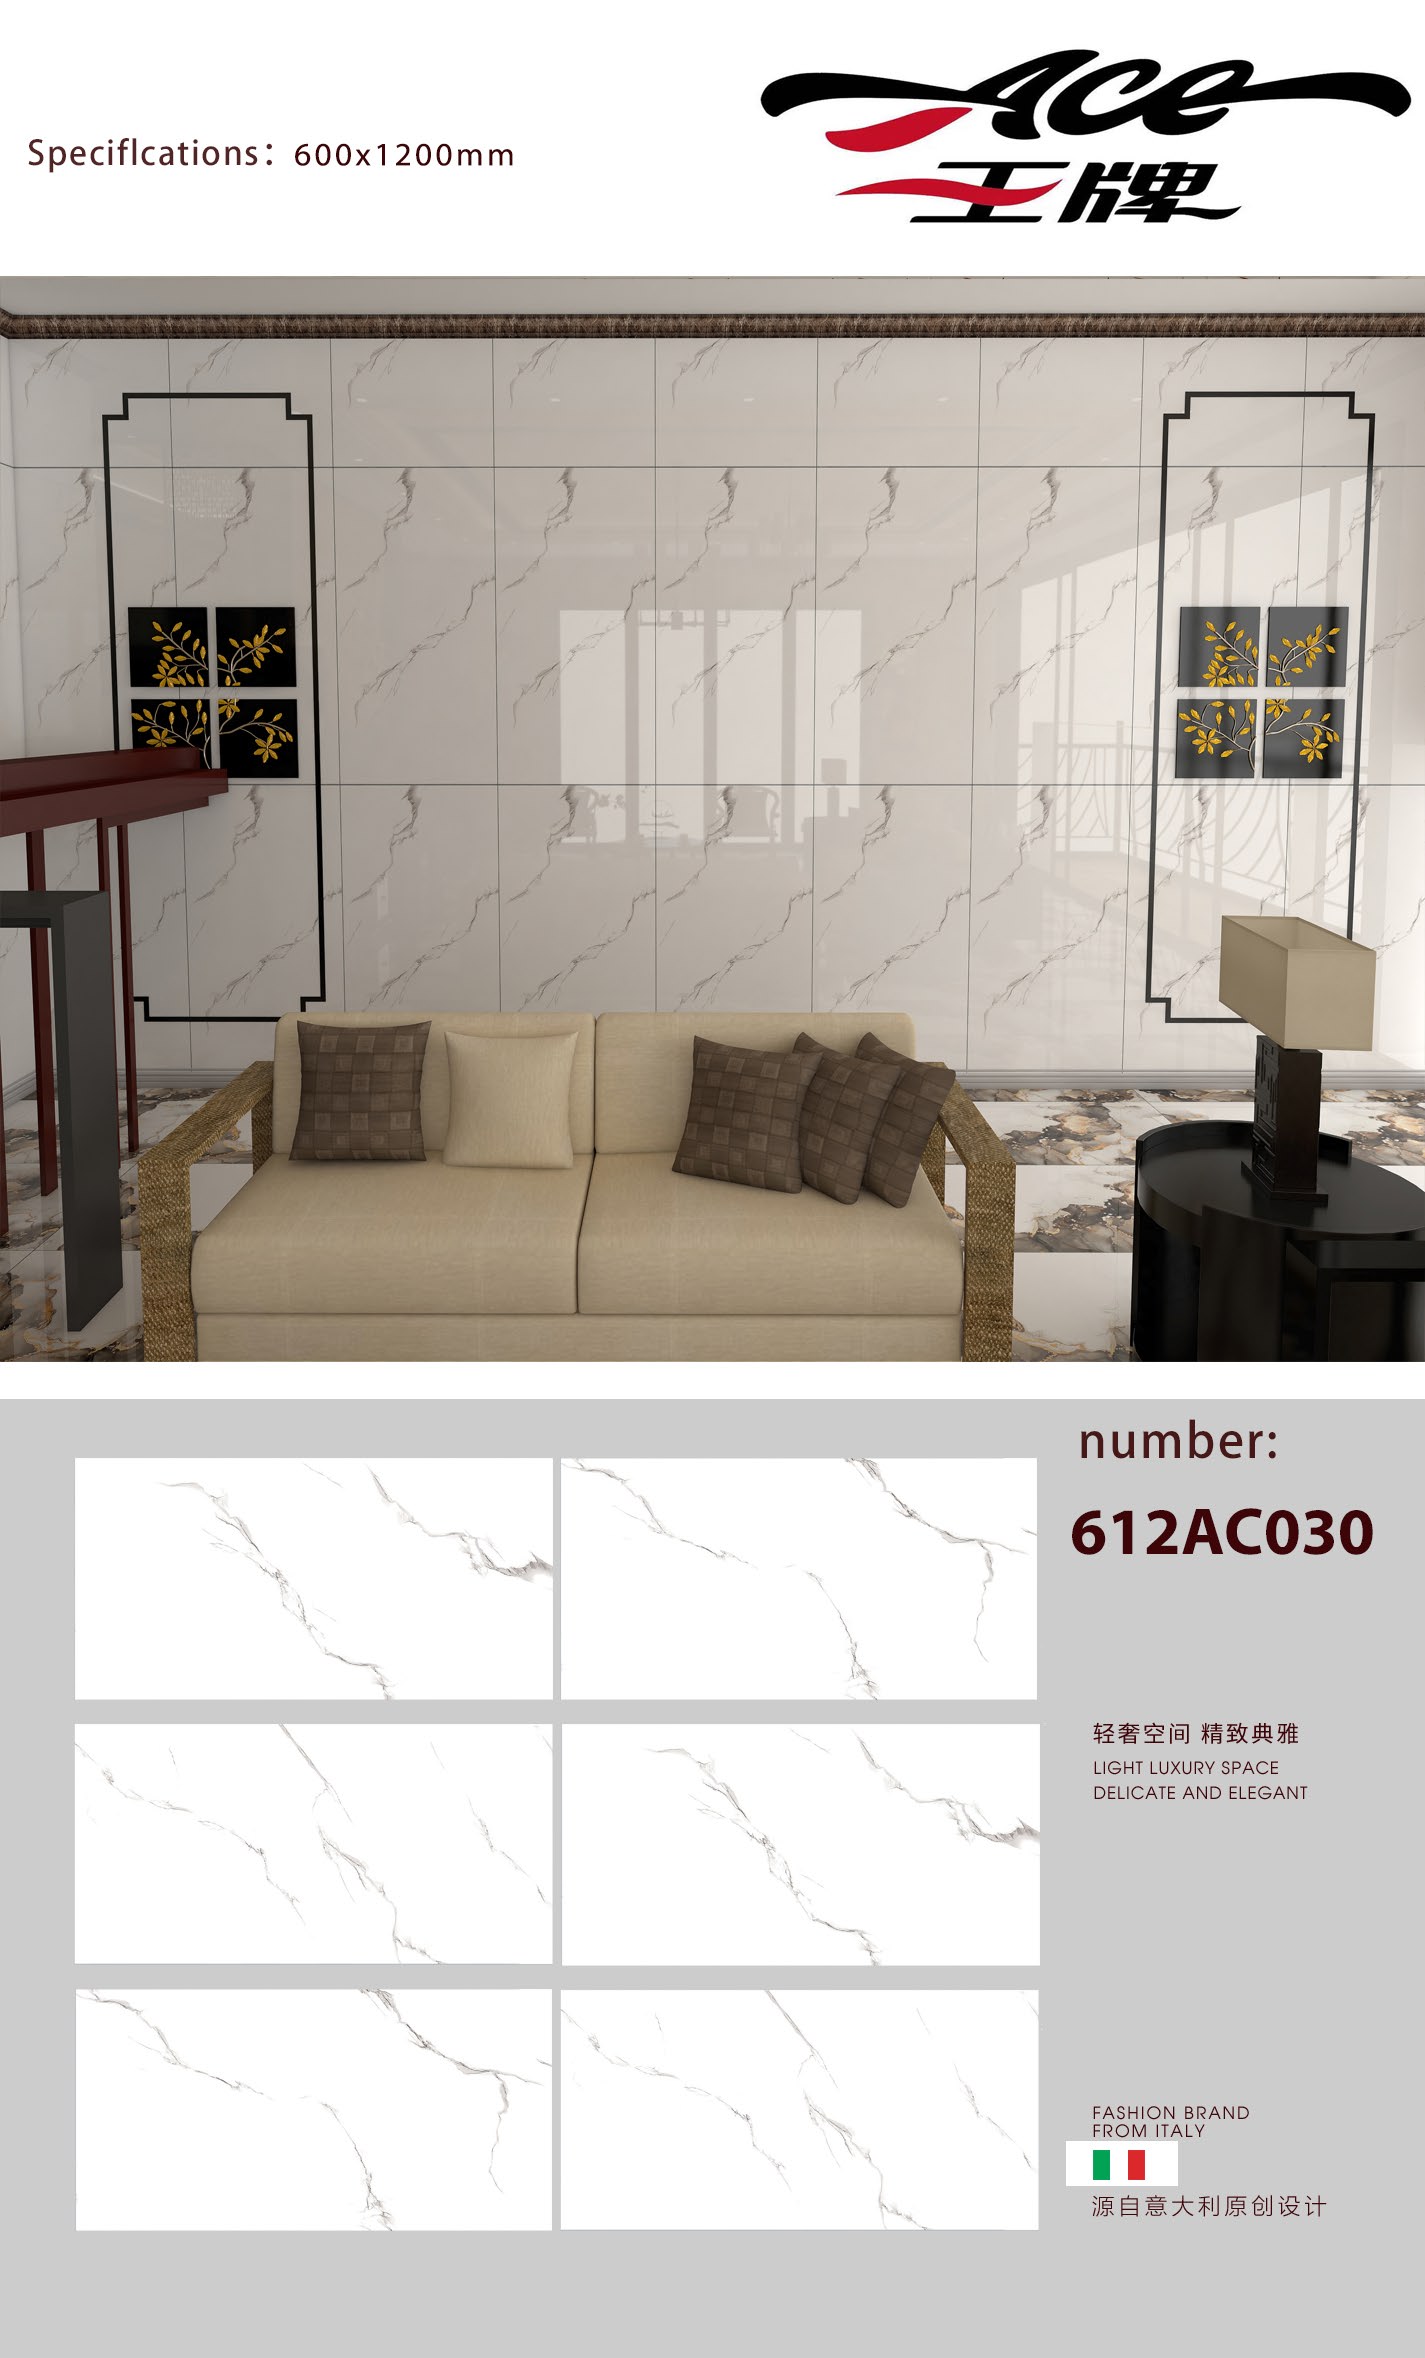 Ace
王牌
Speciflcations：600x1200mm
number:
612AC030
轻奢空间 精致典雅
LIGHT LUXURY SPACE
DELICATE AND ELEGANT
FASHION BRAND
FROM ITALY
源自意大利原创设计